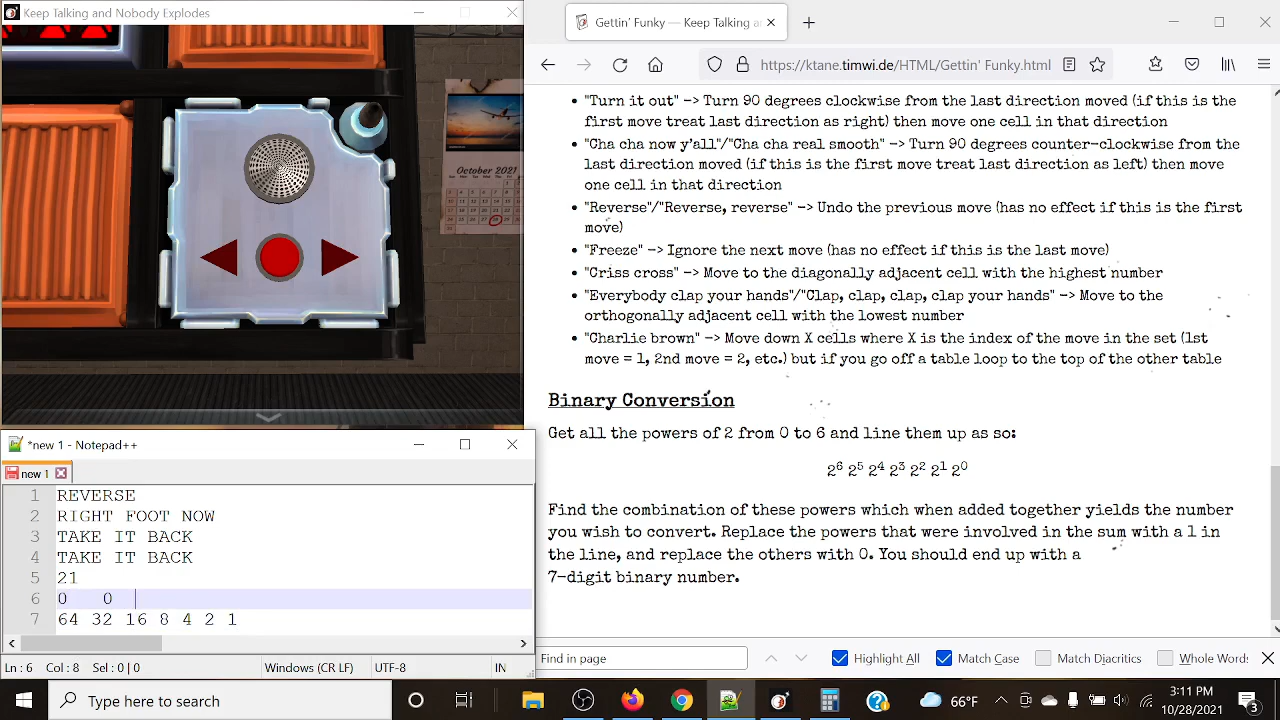 Keep Talking and Nobody Explodes
October 2021
Gettin' Funky — Keep Talking and
https://ktane.timwi.de/HTML/Gettin' Funky.html
"Turn it out" -> Turn 90 degrees clockwise from the last direction moved (if this is the
first move treat last direction as right) then move one cell in that direction
"Cha cha now y'all"/"Cha cha real smooth" -> Turn 90 degrees counter-clockwise from the
last direction moved (if this is the first move treat last direction as left) then move
one cell in that direction
"Reverse"/"Reverse, reverse" -> Undo the previous move (has no effect if this is the first
move)
"Freeze" -> Ignore the next move (has no effect if this is the last move)
"Criss cross" -> Move to the diagonally adjacent cell with the highest number
"Everybody clap your hands"/"Clap, clap, clap, clap your hands" -> Move to the
orthogonally adjacent cell with the lowest number
"Charlie brown" -> Move down X cells where X is the index of the move in the set (1st
move = 1, 2nd move = 2, etc.) but if you go off a table loop to the top of the other table
Binary Conversion
Get all the powers of 2 from 0 to 6 and line them up as so:
2⁶ 2⁵ 2⁴ 2³ 2² 2¹ 2⁰
Find the combination of these powers which when added together yields the number
you wish to convert. Replace the powers that were involved in the sum with a 1 in
the line, and replace the others with 0. You should end up with a
7-digit binary number.
Find in page
Highlight All
Match Case
Match Diacritics
Whole
*new 1 - Notepad++
new 1
1 REVERSE
2 RIGHT FOOT NOW
3 TAKE IT BACK
4 TAKE IT BACK
5 21
6 0 0
7 64 32 16 8 4 2 1
Ln : 6 Col : 8 Sel : 0 | 0
Windows (CR LF)
UTF-8
IN
Type here to search
66°F
3:11 PM
10/28/2021
3